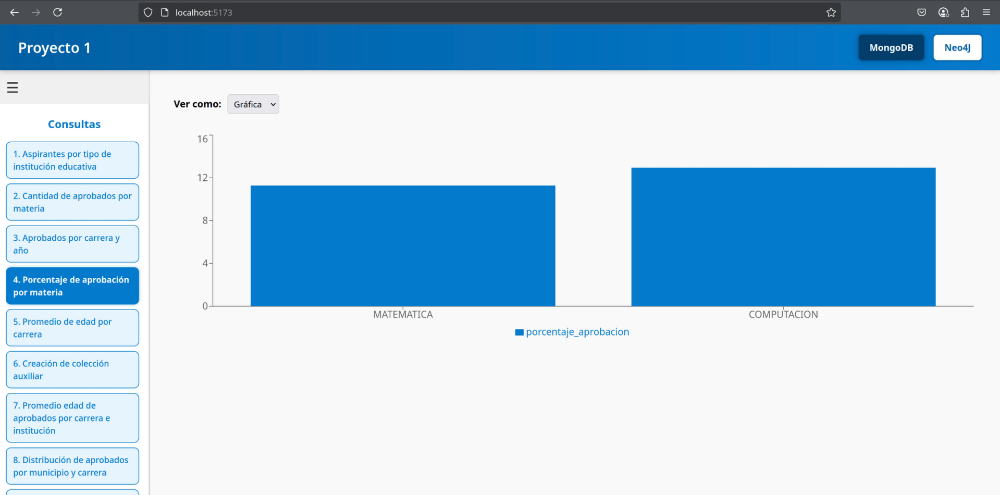 localhost:5173
Proyecto 1
MongoDB
Neo4J
☰
Consultas
1. Aspirantes por tipo de
institución educativa
2. Cantidad de aprobados por
materia
3. Aprobados por carrera y
año
4. Porcentaje de aprobación
por materia
5. Promedio de edad por
carrera
6. Creación de colección
auxiliar
7. Promedio edad de
aprobados por carrera e
institución
8. Distribución de aprobados
por municipio y carrera
Ver como:
Gráfica
16
12
8
4
0
MATEMATICA
COMPUTACION
porcentaje_aprobacion